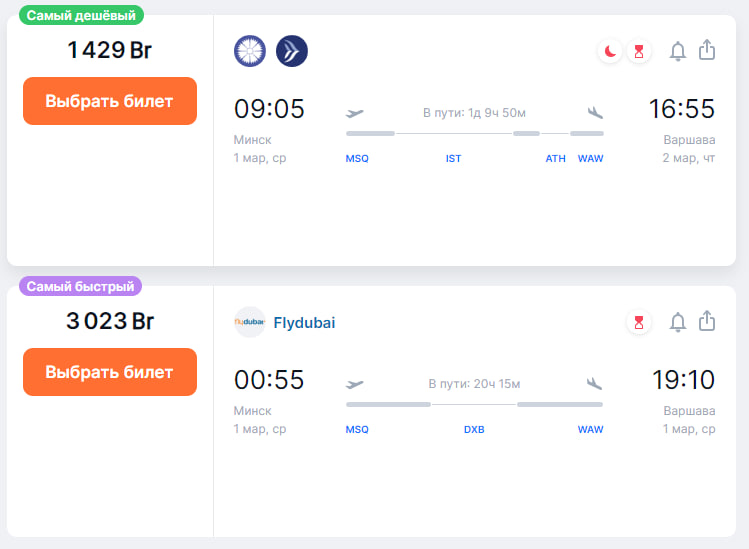 Самый дешёвый
1 429 Br
Выбрать билет
09:05
В пути: 1д 9ч 50м
16:55
Минск
Варшава
1 мар, ср
MSQ
IST
ATH
WAW
2 мар, чт
Самый быстрый
3 023 Br
Выбрать билет
flydubai
Flydubai
00:55
В пути: 20ч 15м
19:10
Минск
Варшава
1 мар, ср
MSQ
DXB
WAW
1 мар, ср